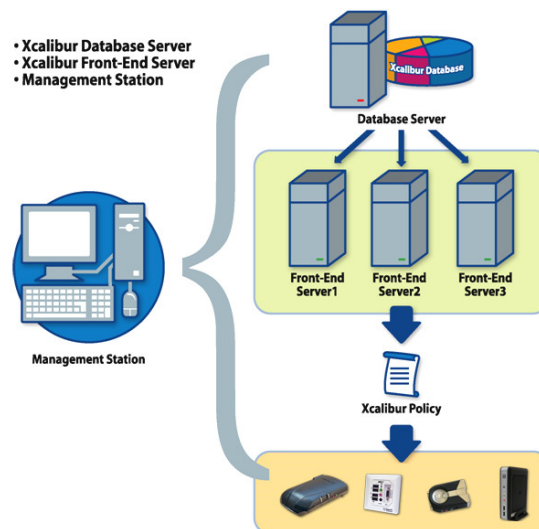 • Xcalibur Database Server
• Xcalibur Front-End Server
• Management Station
Xcalibur Database
Database Server
Front-End
Server1
Front-End
Server2
Front-End
Server3
Management Station
Xcalibur Policy